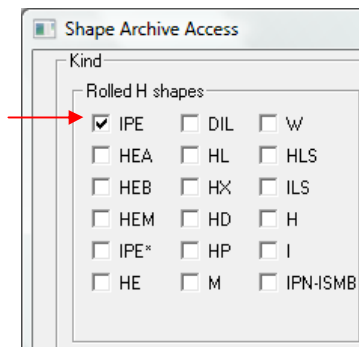 Shape Archive Access
Kind
Rolled H shapes
IPE DIL W
HEA HL HLS
HEB HX ILS
HEM HD H
IPE* HP I
HE M IPN-ISMB